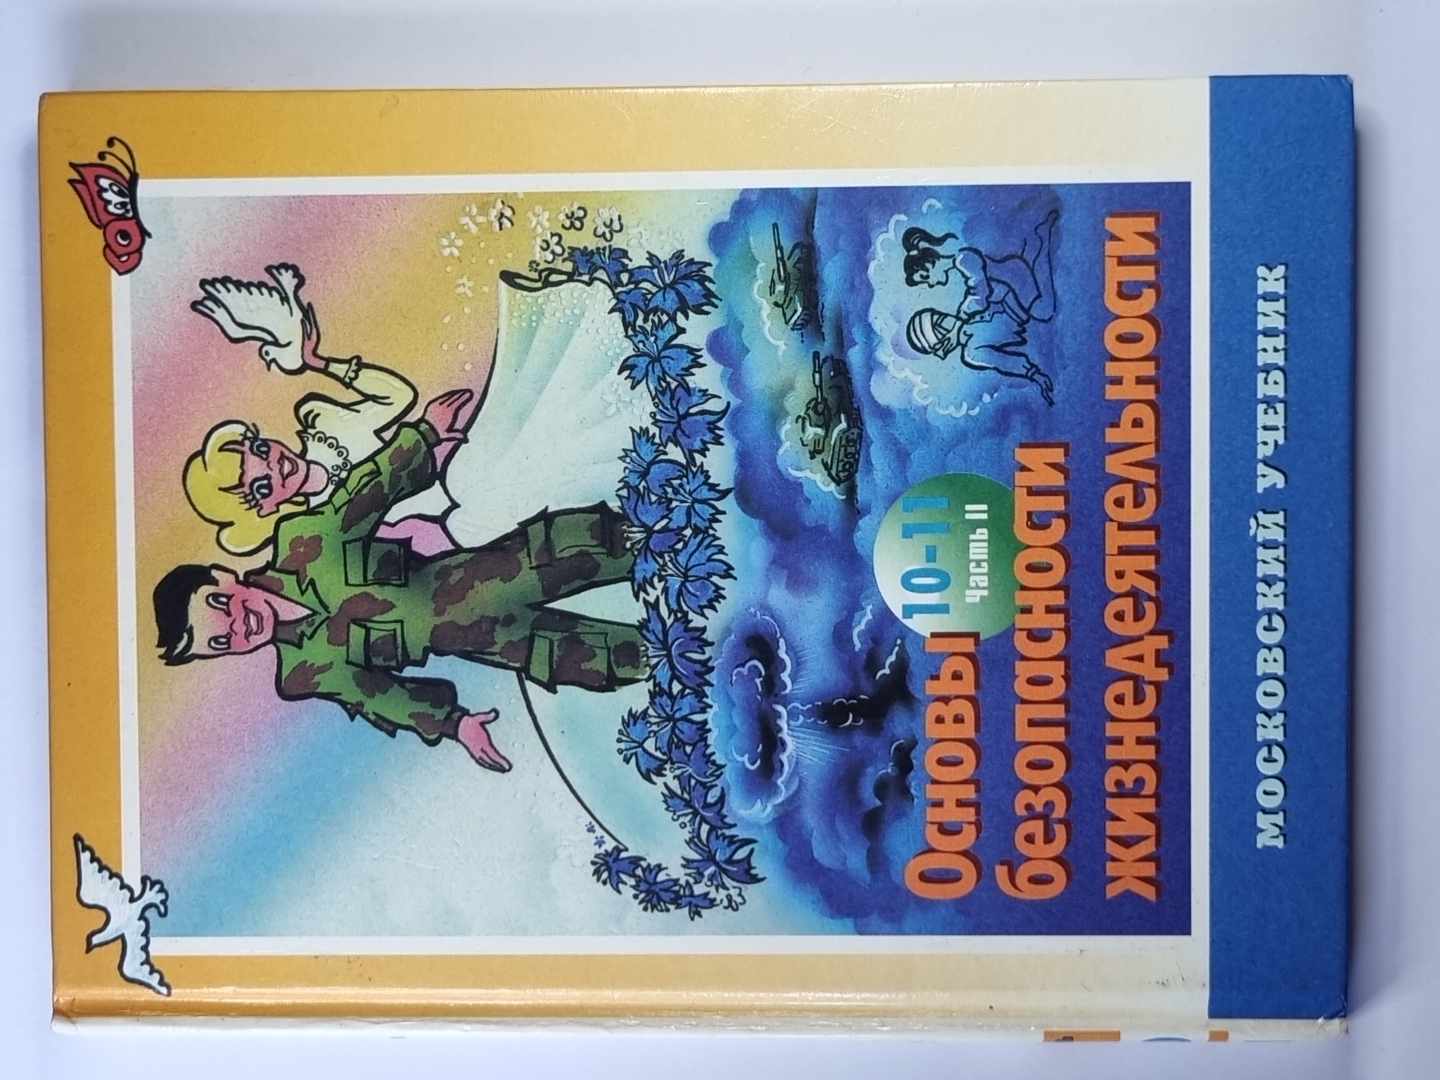 Основы
10-11
Часть II
безопасности
жизнедеятельности
МОСКОВСКИЙ УЧЕБНИК